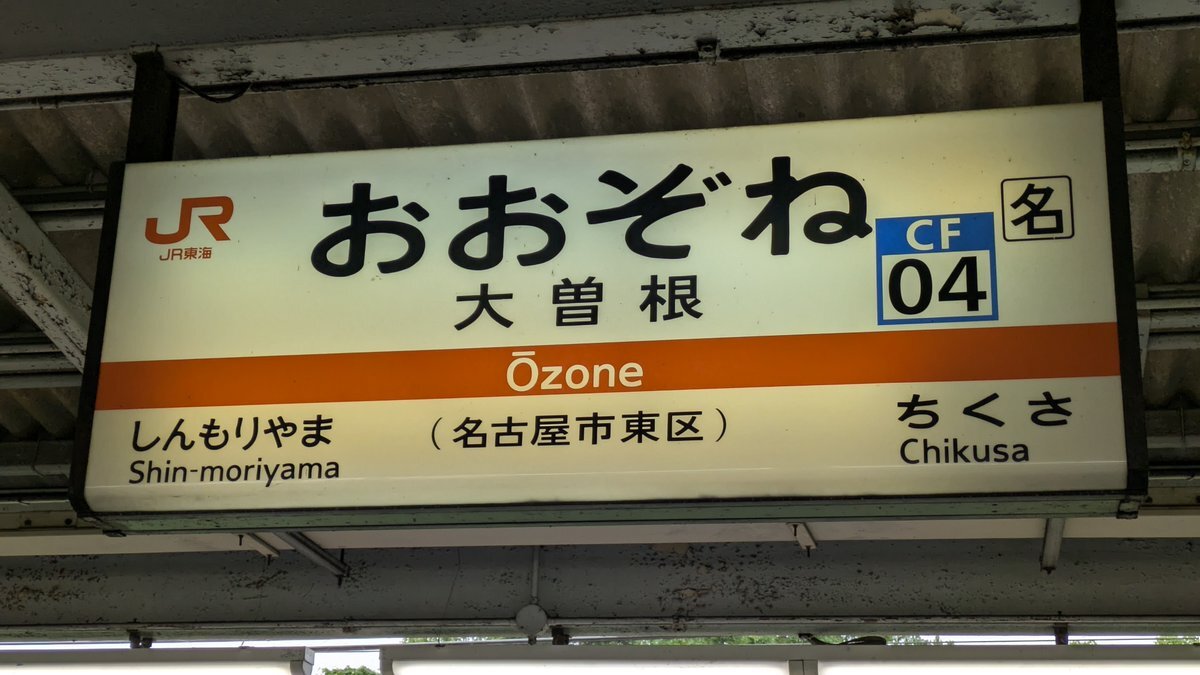 JR
JR東海
おおぞね
CF
04
名
大曽根
Ōzone
しんもりやま
Shin-moriyama
(名古屋市東区)
ちくさ
Chikusa